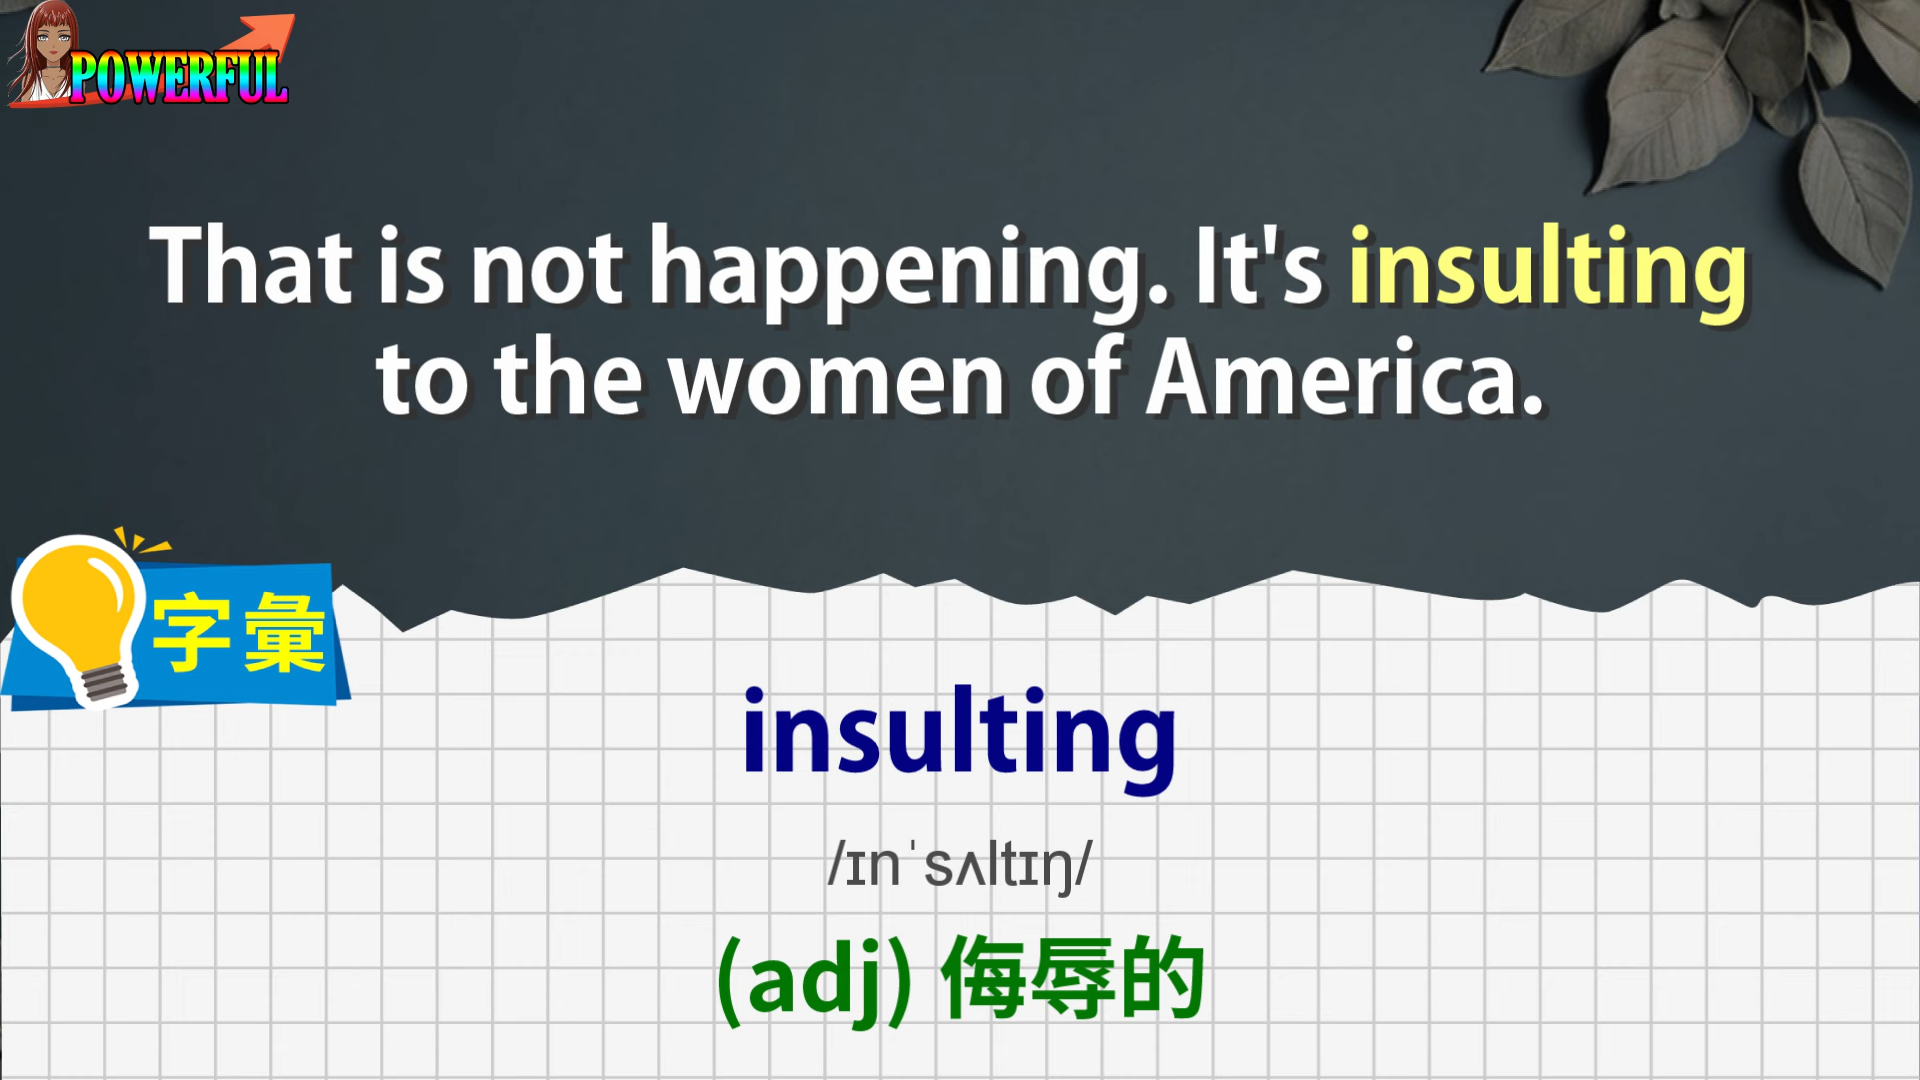 POWERFUL
That is not happening. It's insulting
to the women of America.
字彙
insulting
/ɪnˈsʌltɪŋ/
(adj) 侮辱的